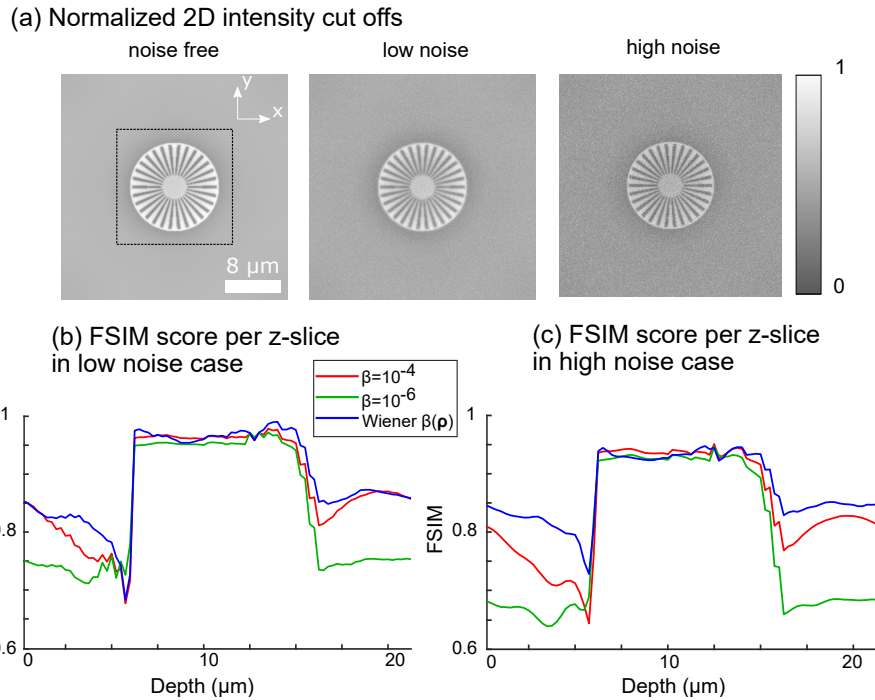 (a) Normalized 2D intensity cut offs
noise free
low noise
high noise
y
x
8 µm
1
0
(b) FSIM score per z-slice
in low noise case
(c) FSIM score per z-slice
in high noise case
β=10⁻⁴
β=10⁻⁶
Wiener β(ρ)
1
0.8
0.6
0
10
20
Depth (µm)
FSIM
1
0.8
0.6
0
10
20
Depth (µm)